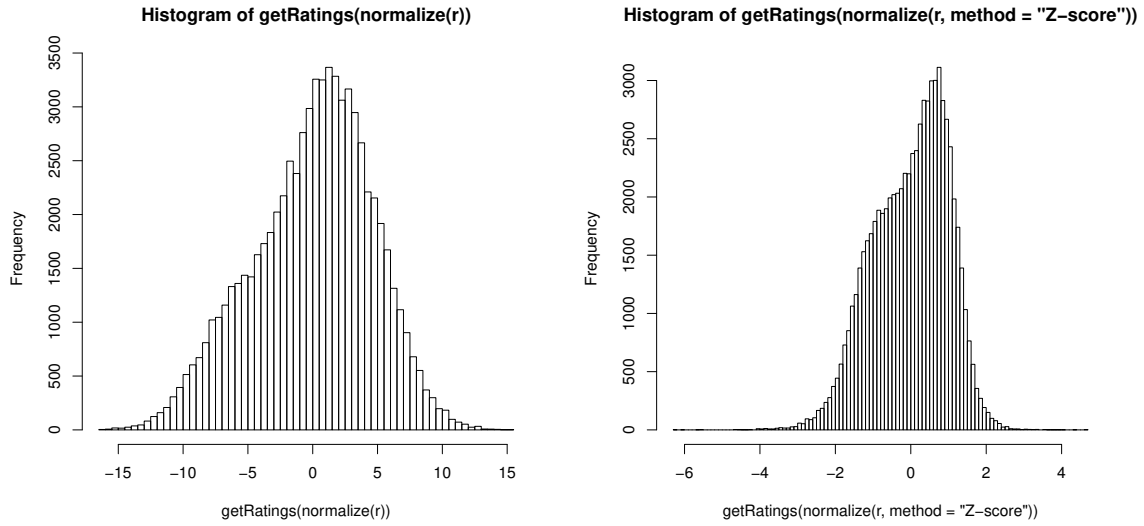 Histogram of getRatings(normalize(r))
Frequency
3500
3000
2500
2000
1500
1000
500
0
−15 −10 −5 0 5 10 15
getRatings(normalize(r))
Histogram of getRatings(normalize(r, method = "Z−score"))
Frequency
3000
2500
2000
1500
1000
500
0
−6 −4 −2 0 2 4
getRatings(normalize(r, method = "Z−score"))